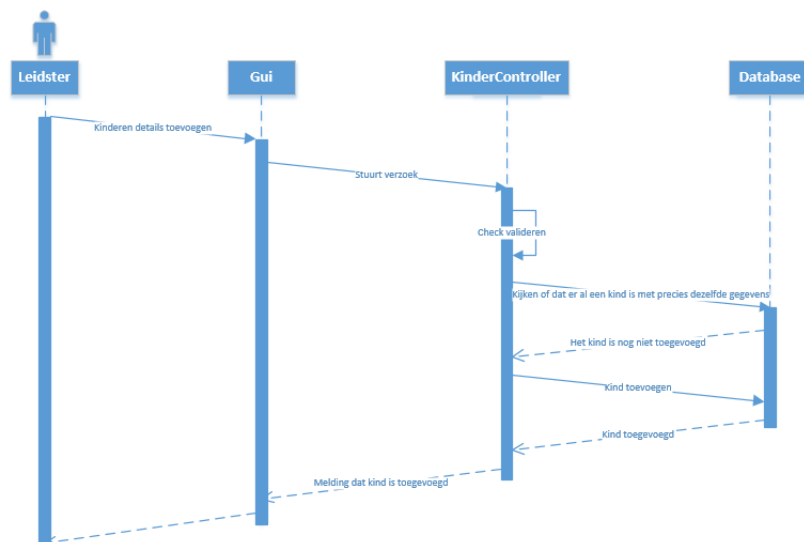 Leidster
Gui
KinderController
Database
Kinderen details toevoegen
Stuurt verzoek
Check valideren
Kijken of dat er al een kind is met precies dezelfde gegevens
Het kind is nog niet toegevoegd
Kind toevoegen
Kind toegevoegd
Melding dat kind is toegevoegd